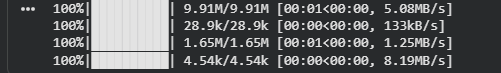 ••• 100%|██████████| 9.91M/9.91M [00:01<00:00, 5.08MB/s]
100%|██████████| 28.9k/28.9k [00:00<00:00, 133kB/s]
100%|██████████| 1.65M/1.65M [00:01<00:00, 1.25MB/s]
100%|██████████| 4.54k/4.54k [00:00<00:00, 8.19MB/s]